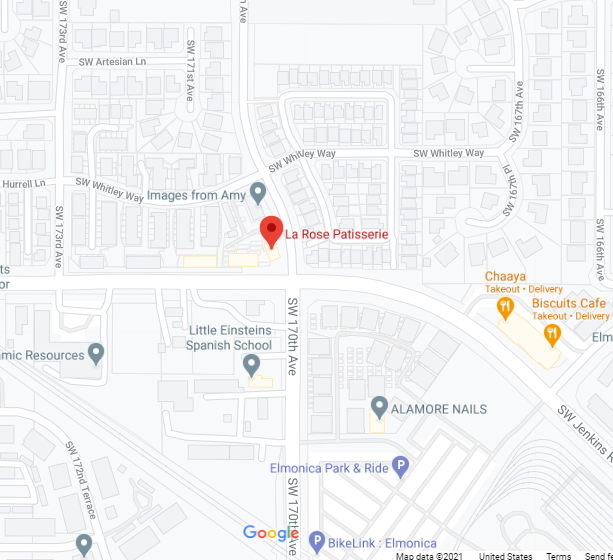 SW 173rd Ave
n Ave
SW Artesian Ln
SW 171st Ave
SW 167th Ave
SW 166th Ave
SW Whitley Way
SW Whitley Way
Hurrell Ln
SW Whitley Way
Images from Amy
SW 167th Pl
SW 173rd Ave
La Rose Patisserie
SW 166th Ave
ts
or
Chaaya
Takeout • Delivery
Biscuits Cafe
Takeout • Delivery
SW 170th Ave
Little Einsteins
Spanish School
Elmo
amic Resources
ALAMORE NAILS
SW Jenkins R
SW 172nd Terrace
Elmonica Park & Ride
SW 170th Ave
Google
BikeLink : Elmonica
Map data ©2021
United States
Terms
Send fe